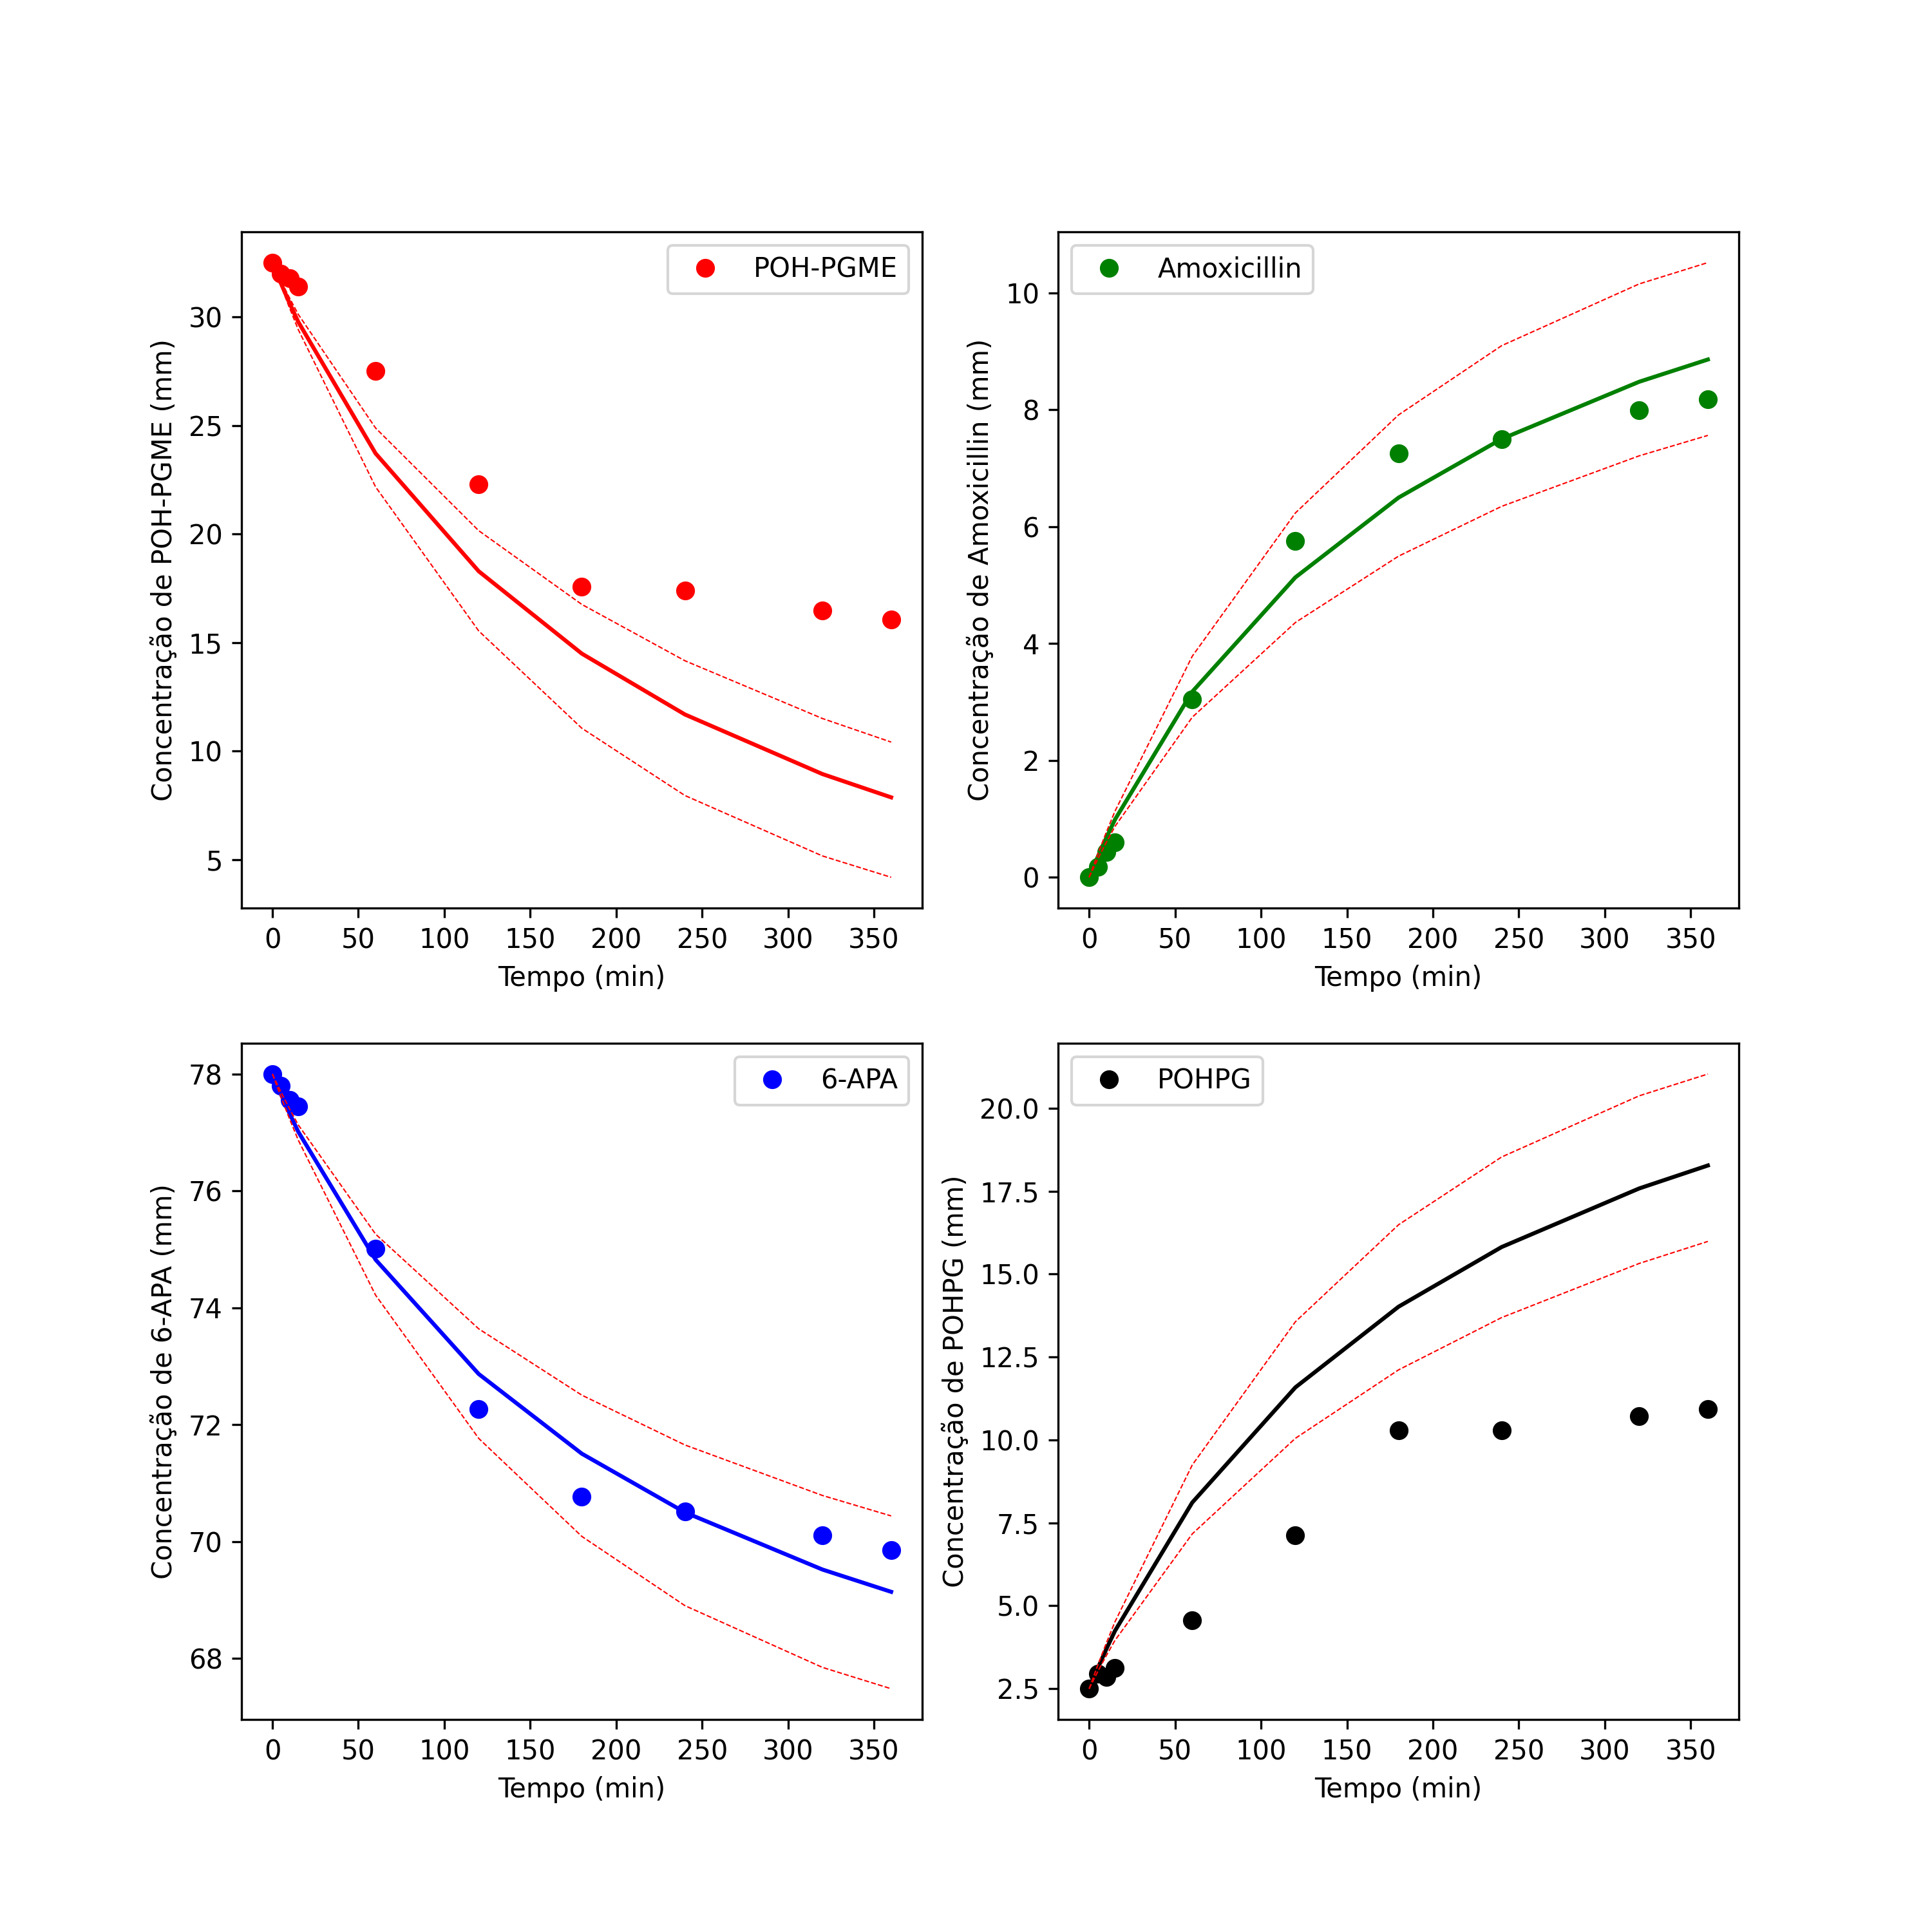 POH-PGME
Concentração de POH-PGME (mm)
30
25
20
15
10
5
0 50 100 150 200 250 300 350
Tempo (min)
Amoxicillin
Concentração de Amoxicillin (mm)
10
8
6
4
2
0
0 50 100 150 200 250 300 350
Tempo (min)
6-APA
Concentração de 6-APA (mm)
78
76
74
72
70
68
0 50 100 150 200 250 300 350
Tempo (min)
POHPG
Concentração de POHPG (mm)
20.0
17.5
15.0
12.5
10.0
7.5
5.0
2.5
0 50 100 150 200 250 300 350
Tempo (min)